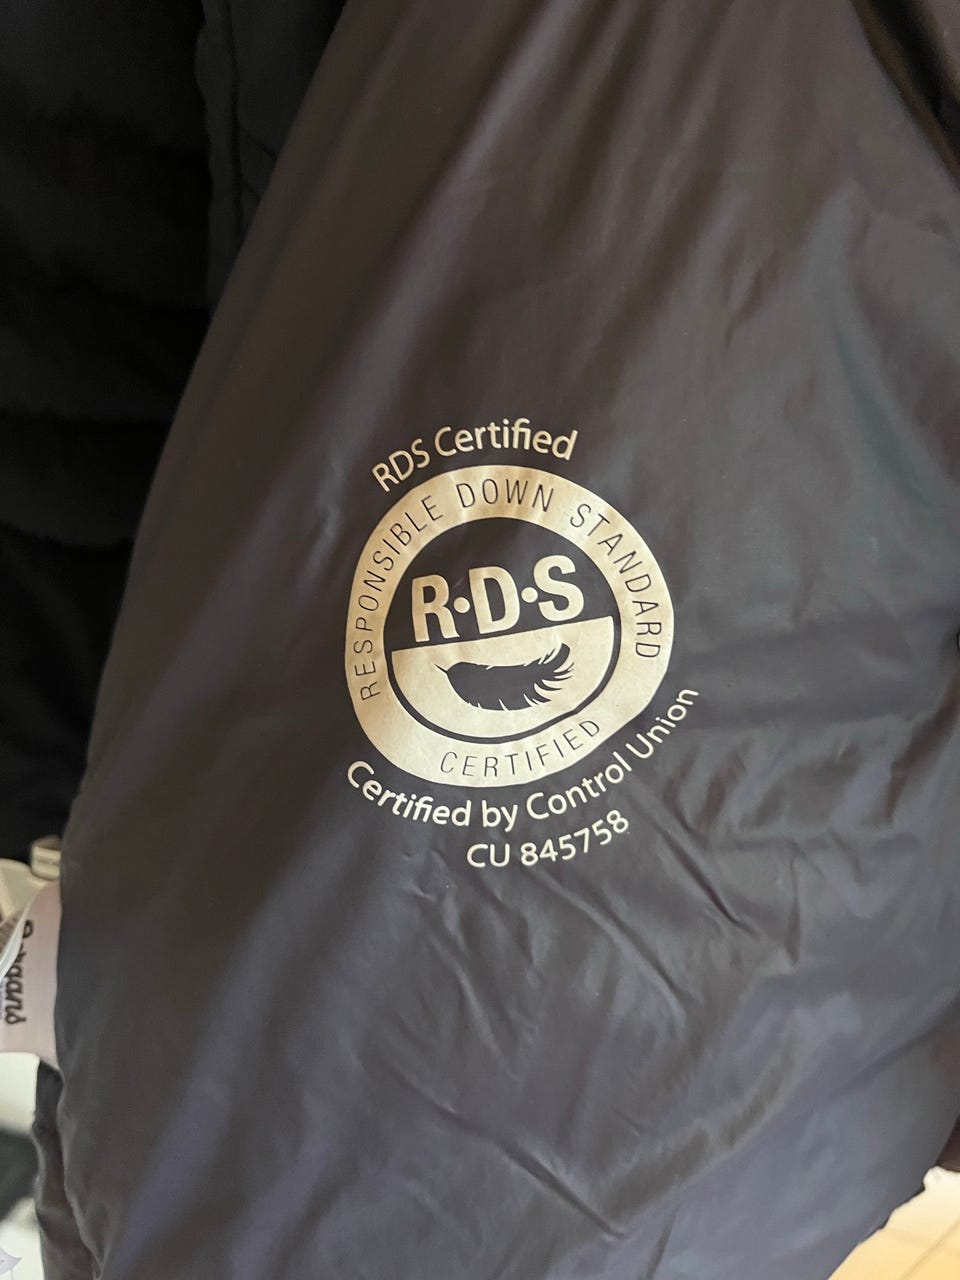 RDS Certified
RESPONSIBLE DOWN STANDARD
R·D·S
CERTIFIED
Certified by Control Union
CU 845758